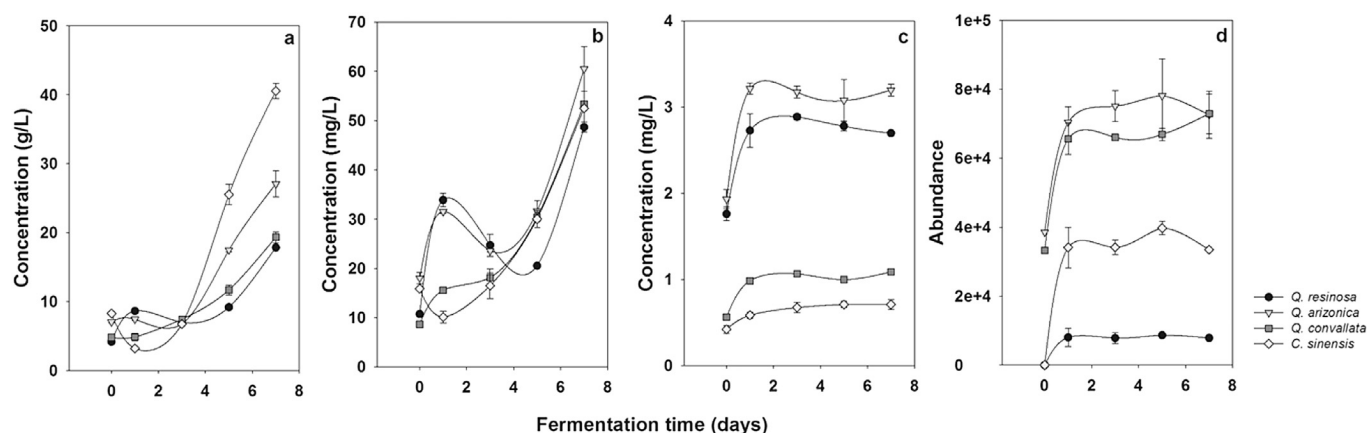 a
Concentration (g/L)
50
40
30
20
10
0
0 2 4 6 8
b
Concentration (mg/L)
70
60
50
40
30
20
10
0
0 2 4 6 8
c
Concentration (mg/L)
4
3
2
1
0
0 2 4 6 8
d
Abundance
1e+5
8e+4
6e+4
4e+4
2e+4
0
0 2 4 6 8
Q. resinosa
Q. arizonica
Q. convallata
C. sinensis
Fermentation time (days)